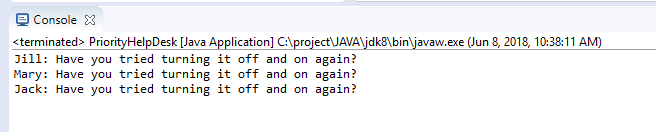 Console
<terminated> PriorityHelpDesk [Java Application] C:\project\JAVA\jdk8\bin\javaw.exe (Jun 8, 2018, 10:38:11 AM)
Jill: Have you tried turning it off and on again?
Mary: Have you tried turning it off and on again?
Jack: Have you tried turning it off and on again?